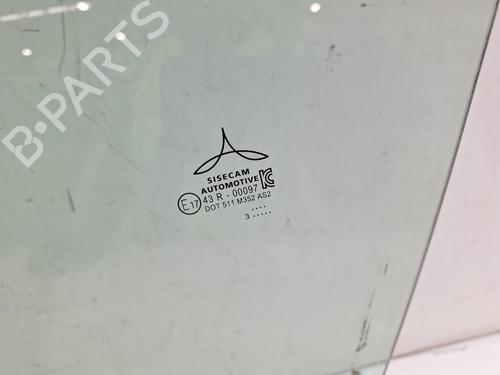 B-PARTS
SISECAM
AUTOMOTIVE
E17 43 R - 00097
DOT 511 M352 AS2
....
3 .....